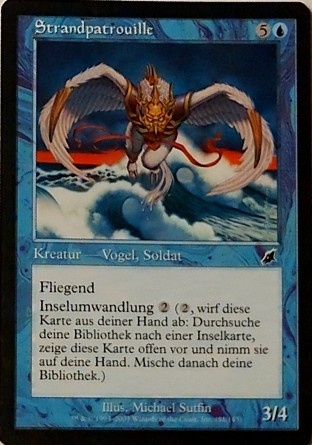 Strandpatrouille 5
Kreatur — Vogel, Soldat
Fliegend
Inselumwandlung 2 (2, wirf diese
Karte aus deiner Hand ab: Durchsuche
deine Bibliothek nach einer Inselkarte,
zeige diese Karte offen vor und nimm sie
auf deine Hand. Mische danach deine
Bibliothek.)
Illus. Michael Sutfin
3/4